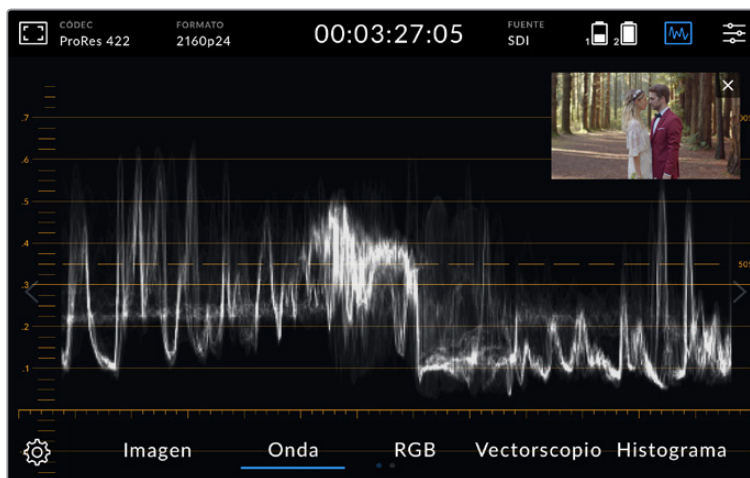 CÓDEC
ProRes 422
FORMATO
2160p24
00:03:27:05
FUENTE
SDI
1
2
.7
.6
.5
.4
.3
.2
.1
50
Imagen
Onda
RGB
Vectorscopio
Histograma